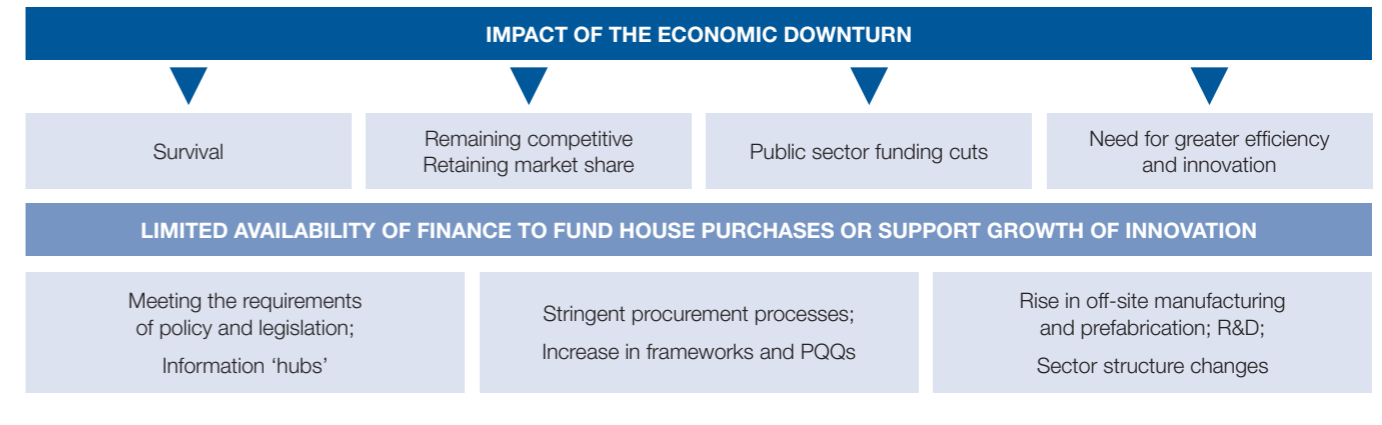 IMPACT OF THE ECONOMIC DOWNTURN
Survival
Remaining competitive
Retaining market share
Public sector funding cuts
Need for greater efficiency
and innovation
LIMITED AVAILABILITY OF FINANCE TO FUND HOUSE PURCHASES OR SUPPORT GROWTH OF INNOVATION
Meeting the requirements
of policy and legislation;
Information ‘hubs’
Stringent procurement processes;
Increase in frameworks and PQQs
Rise in off-site manufacturing
and prefabrication; R&D;
Sector structure changes